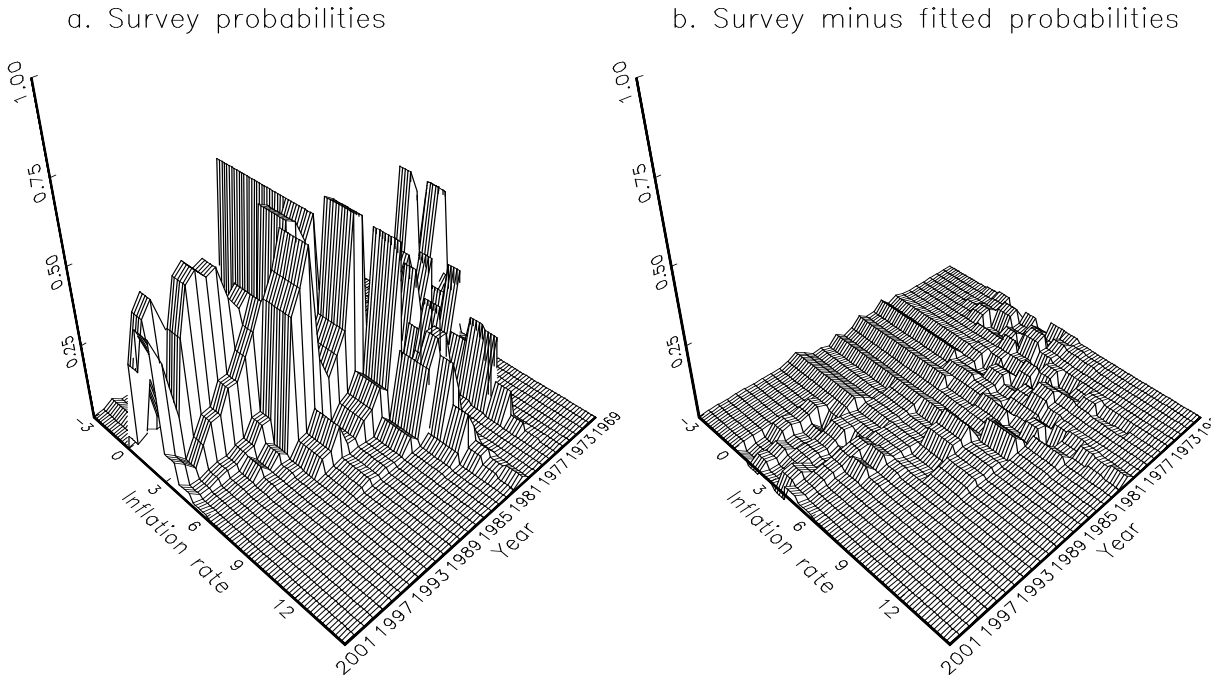 a. Survey probabilities
1.00
0.75
0.50
0.25
-3
0
3
6
9
12
Inflation rate
2001 1997 1993 1989 1985 1981 1977 1973 1969
Year
b. Survey minus fitted probabilities
1.00
0.75
0.50
0.25
-3
0
3
6
9
12
Inflation rate
2001 1997 1993 1989 1985 1981 1977 1973
Year